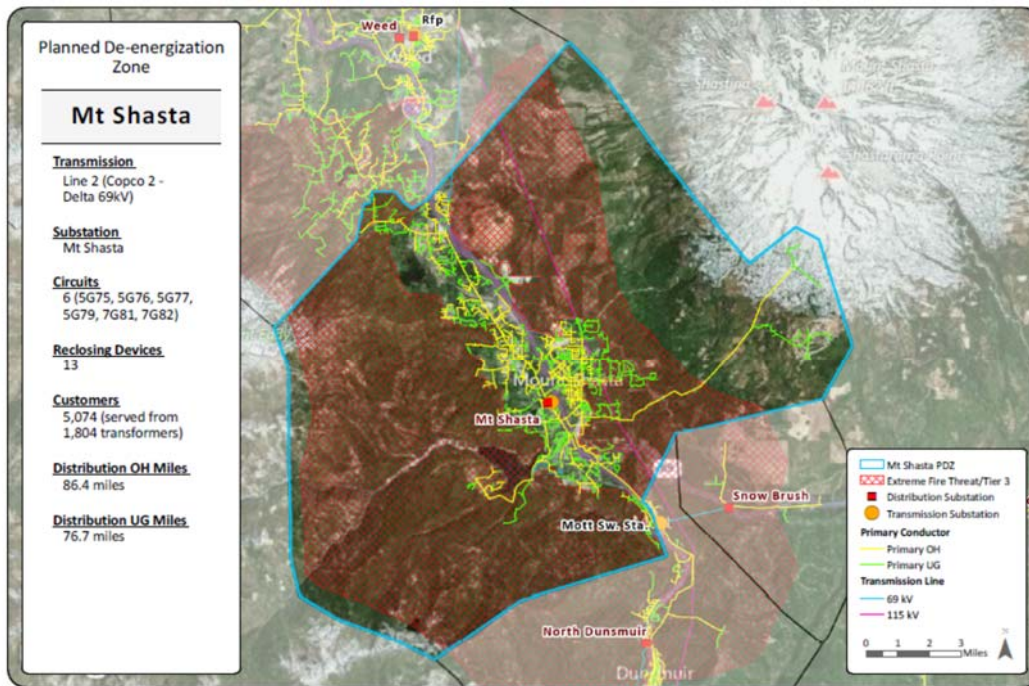 Planned De-energization
Zone
Mt Shasta
Transmission
Line 2 (Copco 2 -
Delta 69kV)
Substation
Mt Shasta
Circuits
6 (5G75, 5G76, 5G77,
5G79, 7G81, 7G82)
Reclosing Devices
13
Customers
5,074 (served from
1,804 transformers)
Distribution OH Miles
86.4 miles
Distribution UG Miles
76.7 miles
Weed
Rfp
Weed
Shastina
Mt Shasta
Snow Brush
Mott Sw. Sta.
North Dunsmuir
Dunsmuir
Mt Shasta PDZ
Extreme Fire Threat/Tier 3
Distribution Substation
Transmission Substation
Primary Conductor
Primary OH
Primary UG
Transmission Line
69 kV
115 kV
0 1 2 3
Miles